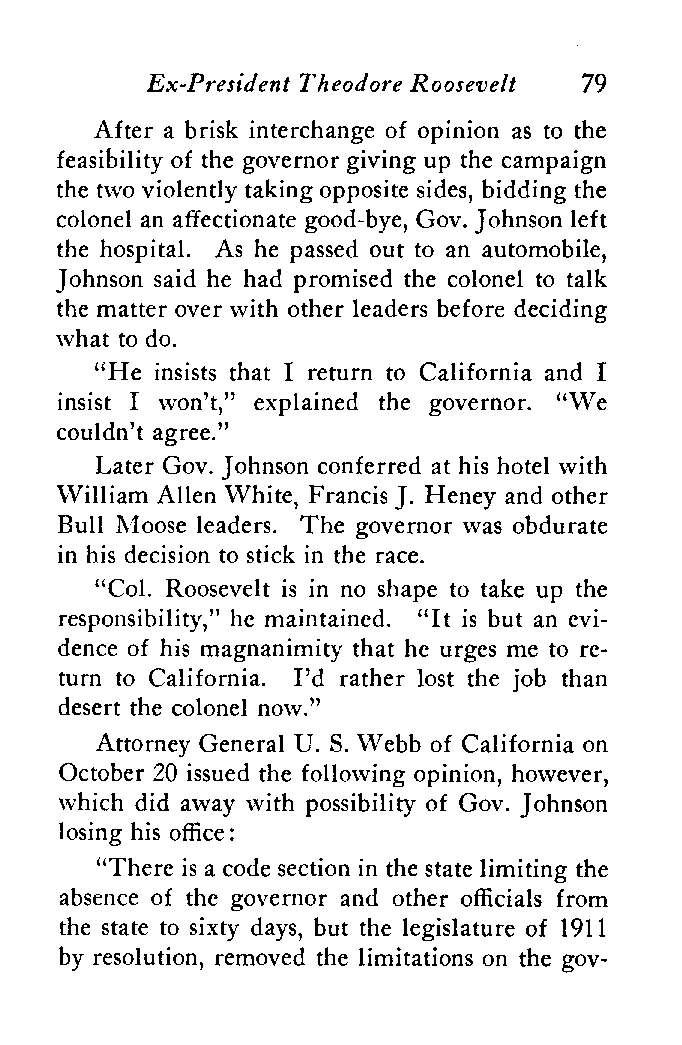 Ex-President Theodore Roosevelt 79
After a brisk interchange of opinion as to the
feasibility of the governor giving up the campaign
the two violently taking opposite sides, bidding the
colonel an affectionate good-bye, Gov. Johnson left
the hospital. As he passed out to an automobile,
Johnson said he had promised the colonel to talk
the matter over with other leaders before deciding
what to do.
“He insists that I return to California and I
insist I won’t,” explained the governor. “We
couldn’t agree.”
Later Gov. Johnson conferred at his hotel with
William Allen White, Francis J. Heney and other
Bull Moose leaders. The governor was obdurate
in his decision to stick in the race.
“Col. Roosevelt is in no shape to take up the
responsibility,” he maintained. “It is but an evi-
dence of his magnanimity that he urges me to re-
turn to California. I’d rather lost the job than
desert the colonel now.”
Attorney General U. S. Webb of California on
October 20 issued the following opinion, however,
which did away with possibility of Gov. Johnson
losing his office:
“There is a code section in the state limiting the
absence of the governor and other officials from
the state to sixty days, but the legislature of 1911
by resolution, removed the limitations on the gov-